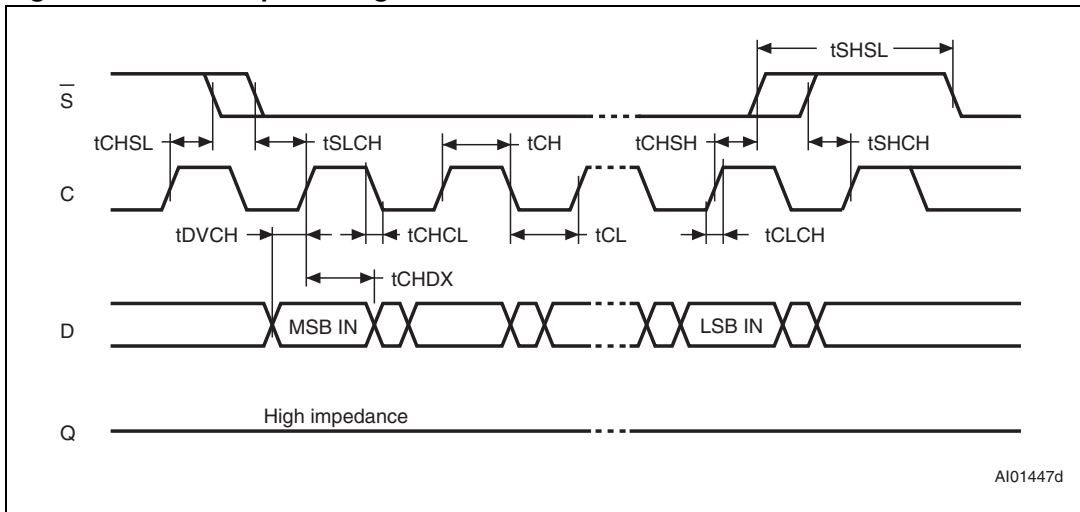 tSHSL
S
tCHSL tSLCH tCH tCHSH tSHCH
C
tDVCH tCHCL tCL tCLCH
tCHDX
D MSB IN LSB IN
High impedance
Q
AI01447d